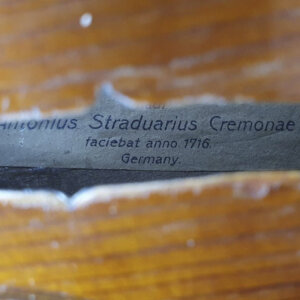 Antonius Straduarius Cremonae
faciebat anno 1716.
Germany.